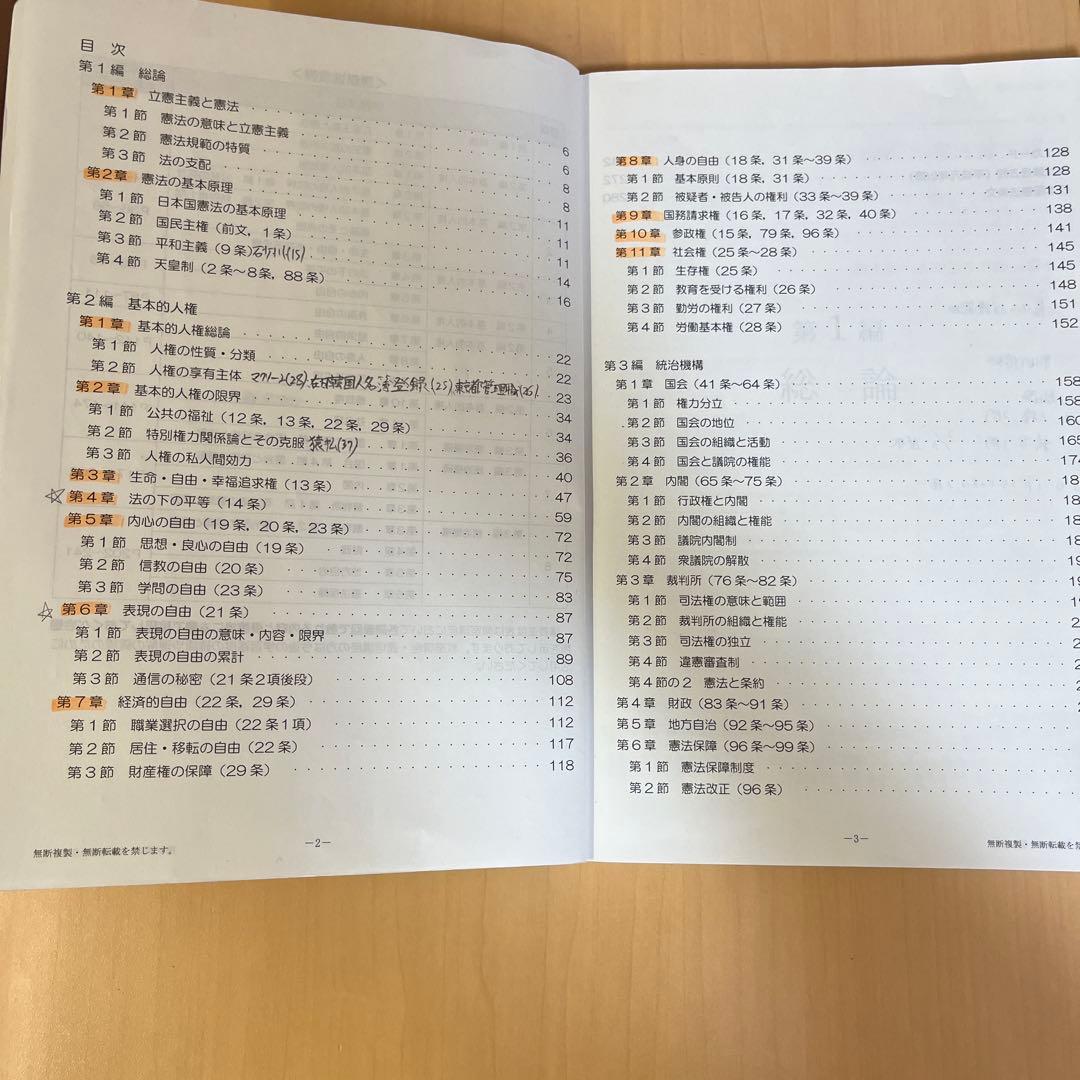 目 次
第1編 総論
第1章 立憲主義と憲法 6
第1節 憲法の意味と立憲主義 6
第2節 憲法規範の特質 8
第3節 法の支配 8
第2章 憲法の基本原理 11
第1節 日本国憲法の基本原理 11
第2節 国民主権（前文，1条） 11
第3節 平和主義（9条） 14
第4節 天皇制（2条〜8条，88条） 16
第2編 基本的人権
第1章 基本的人権総論 22
第1節 人権の性質・分類 22
第2節 人権の享有主体 マクリーン(28) 23
第2章 基本的人権の限界 34
第1節 公共の福祉（12条，13条，22条，29条） 34
第2節 特別権力関係論とその克服 猿払(37) 36
第3節 人権の私人間効力 40
第3章 生命・自由・幸福追求権（13条） 47
☆第4章 法の下の平等（14条） 59
第5章 内心の自由（19条，20条，23条） 72
第1節 思想・良心の自由（19条） 72
第2節 信教の自由（20条） 75
第3節 学問の自由（23条） 83
☆第6章 表現の自由（21条） 87
第1節 表現の自由の意味・内容・限界 87
第2節 表現の自由の累計 89
第3節 通信の秘密（21条2項後段） 108
第7章 経済的自由（22条，29条） 112
第1節 職業選択の自由（22条1項） 112
第2節 居住・移転の自由（22条） 117
第3節 財産権の保障（29条） 118
無断複製・無断転載を禁じます。
―2―
第8章 人身の自由（18条，31条〜39条） 128
第1節 基本原則（18条，31条） 128
第2節 被疑者・被告人の権利（33条〜39条） 131
第9章 国務請求権（16条，17条，32条，40条） 138
第10章 参政権（15条，79条，96条） 141
第11章 社会権（25条〜28条） 145
第1節 生存権（25条） 145
第2節 教育を受ける権利（26条） 148
第3節 勤労の権利（27条） 151
第4節 労働基本権（28条） 152
第3編 統治機構
第1章 国会（41条〜64条） 158
第1節 権力分立 158
第2節 国会の地位 160
第3節 国会の組織と活動 165
第4節 国会と議院の権能 174
第2章 内閣（65条〜75条）
第1節 行政権と内閣
第2節 内閣の組織と権能
第3節 議院内閣制
第4節 衆議院の解散
第3章 裁判所（76条〜82条）
第1節 司法権の意味と範囲
第2節 裁判所の組織と権能
第3節 司法権の独立
第4節 違憲審査制
第4節の2 憲法と条約
第4章 財政（83条〜91条）
第5章 地方自治（92条〜95条）
第6章 憲法保障（96条〜99条）
第1節 憲法保障制度
第2節 憲法改正（96条）
―3―
無断複製・無断転載を禁